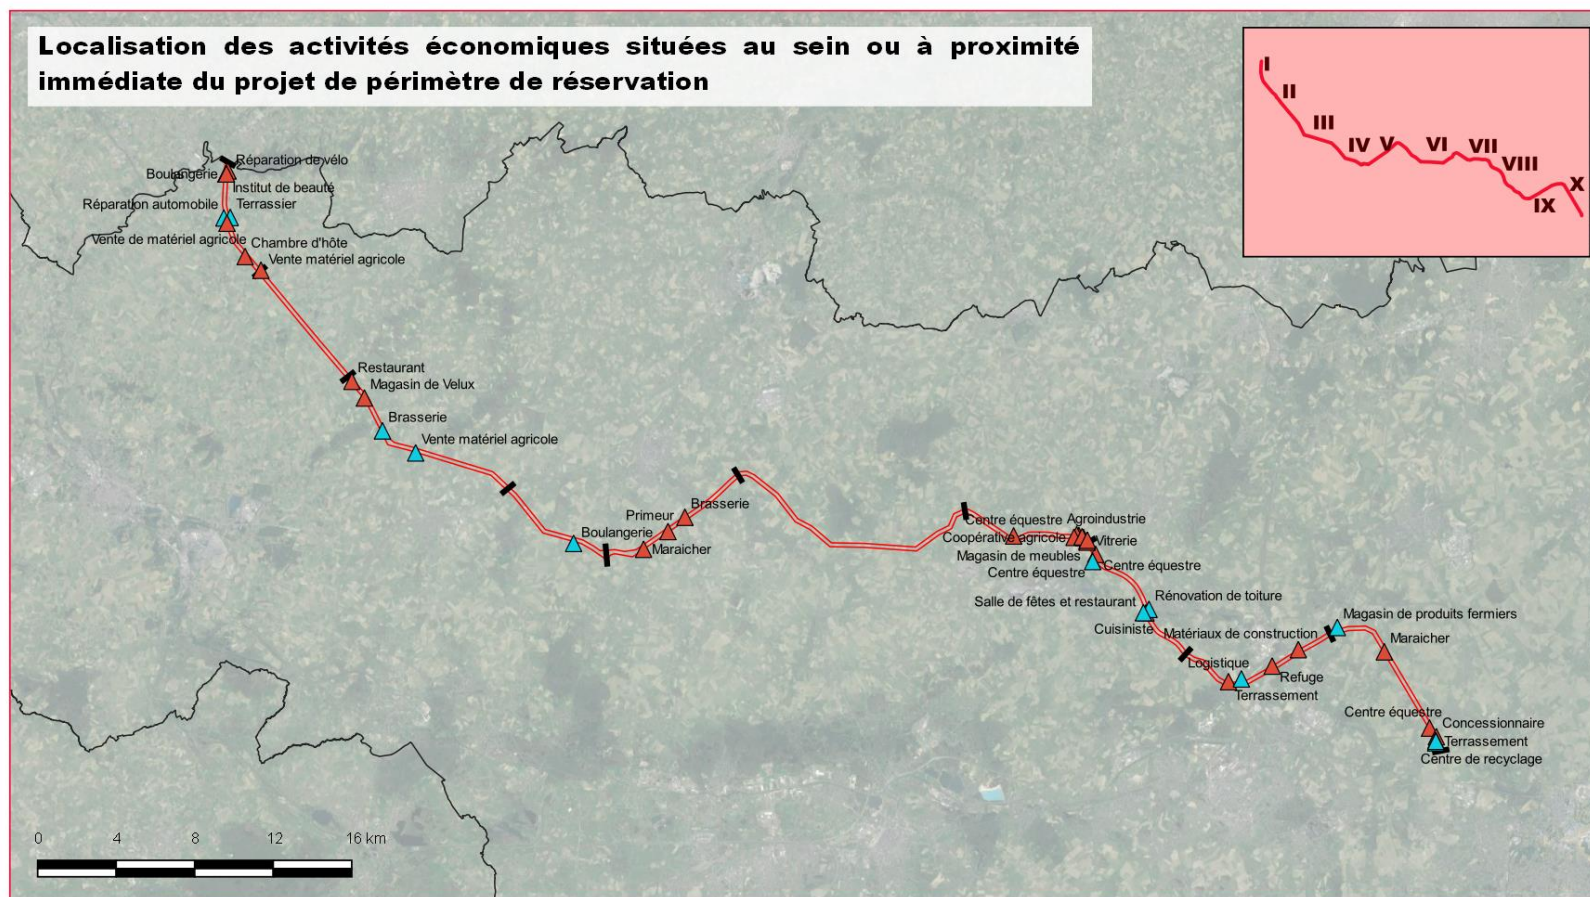 Localisation des activités économiques situées au sein ou à proximité
immédiate du projet de périmètre de réservation
I
II
III
IV
V
VI
VII
VIII
IX
X
Réparation de vélo
Boulangerie
Institut de beauté
Réparation automobile
Terrassier
Vente de matériel agricole
Chambre d'hôte
Vente matériel agricole
Restaurant
Magasin de Velux
Brasserie
Vente matériel agricole
Boulangerie
Primeur
Brasserie
Maraicher
Centre équestre
Agroindustrie
Coopérative agricole
Vitrerie
Magasin de meubles
Centre équestre
Centre équestre
Salle de fêtes et restaurant
Rénovation de toiture
Cuisiniste
Matériaux de construction
Magasin de produits fermiers
Maraicher
Logistique
Refuge
Terrassement
Centre équestre
Concessionnaire
Terrassement
Centre de recyclage
0 4 8 12 16 km